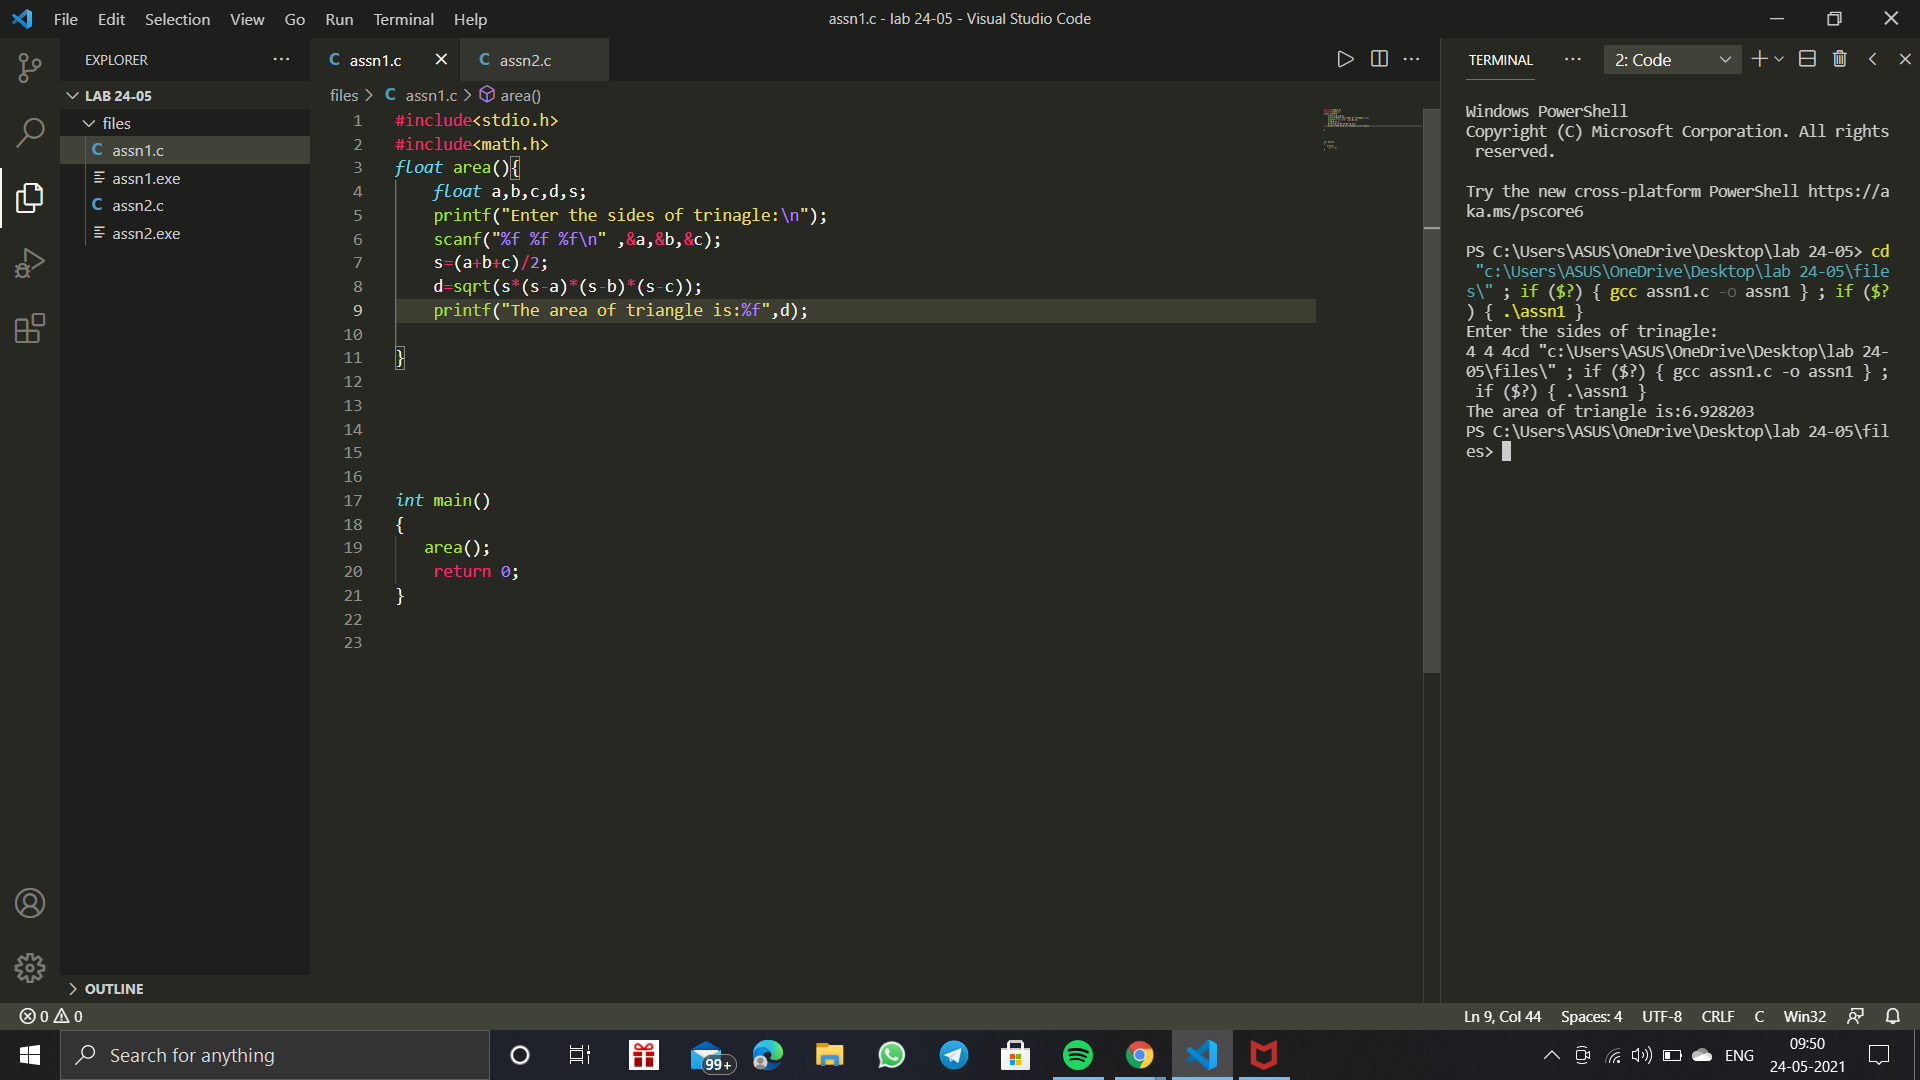 File Edit Selection View Go Run Terminal Help
assn1.c - lab 24-05 - Visual Studio Code
EXPLORER
LAB 24-05
files
assn1.c
assn1.exe
assn2.c
assn2.exe
OUTLINE
C assn1.c
C assn2.c
files > C assn1.c > area()
1 #include<stdio.h>
2 #include<math.h>
3 float area(){
4 float a,b,c,d,s;
5 printf("Enter the sides of trinagle:\n");
6 scanf("%f %f %f\n" ,&a,&b,&c);
7 s=(a+b+c)/2;
8 d=sqrt(s*(s-a)*(s-b)*(s-c));
9 printf("The area of triangle is:%f",d);
10
11 }
12
13
14
15
16
17 int main()
18 {
19 area();
20 return 0;
21 }
22
23
TERMINAL
2: Code
Windows PowerShell
Copyright (C) Microsoft Corporation. All rights
reserved.
Try the new cross-platform PowerShell https://a
ka.ms/pscore6
PS C:\Users\ASUS\OneDrive\Desktop\lab 24-05> cd
"c:\Users\ASUS\OneDrive\Desktop\lab 24-05\file
s\" ; if ($?) { gcc assn1.c -o assn1 } ; if ($?
) { .\assn1 }
Enter the sides of trinagle:
4 4 4cd "c:\Users\ASUS\OneDrive\Desktop\lab 24-
05\files\" ; if ($?) { gcc assn1.c -o assn1 } ;
if ($?) { .\assn1 }
The area of triangle is:6.928203
PS C:\Users\ASUS\OneDrive\Desktop\lab 24-05\fil
es>
0 0
Ln 9, Col 44 Spaces: 4 UTF-8 CRLF C Win32
Search for anything
99+
ENG
09:50
24-05-2021